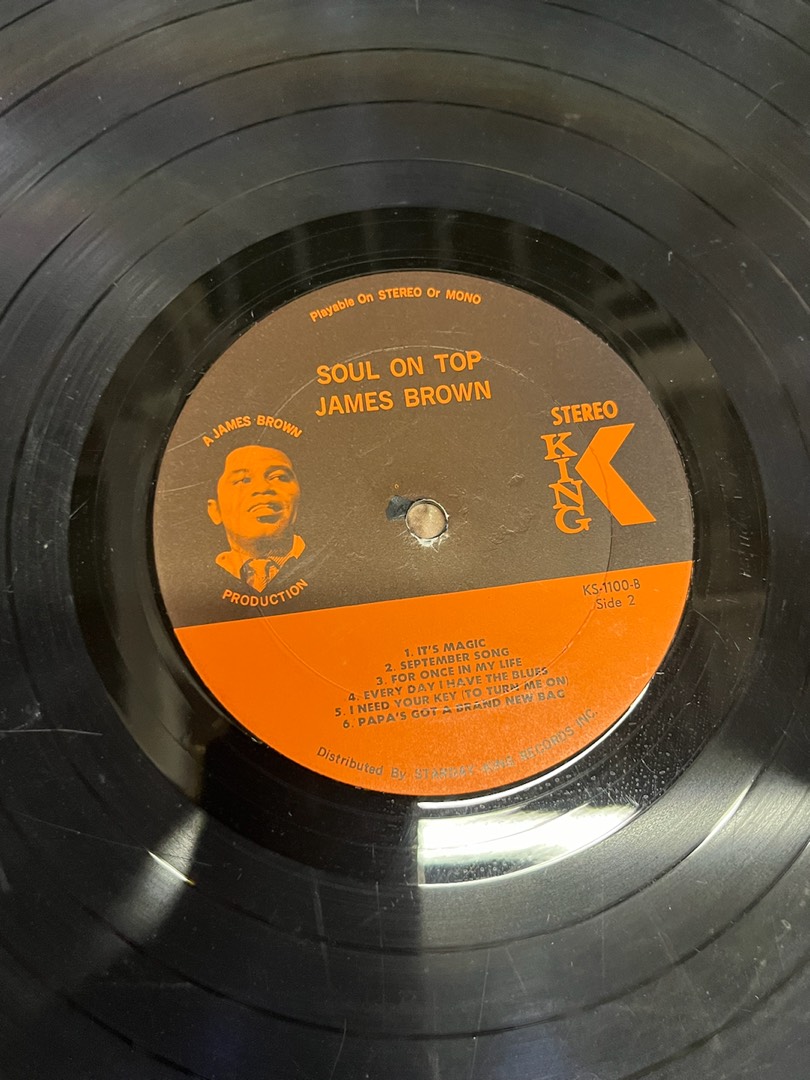 Playable On STEREO Or MONO
SOUL ON TOP
JAMES BROWN
A JAMES BROWN
PRODUCTION
STEREO
KING
KS-1100-B
Side 2
1. IT'S MAGIC
2. SEPTEMBER SONG
3. FOR ONCE IN MY LIFE
4. EVERY DAY I HAVE THE BLUES
5. I NEED YOUR KEY (TO TURN ME ON)
6. PAPA'S GOT A BRAND NEW BAG
Distributed By STARDAY KING RECORDS INC.